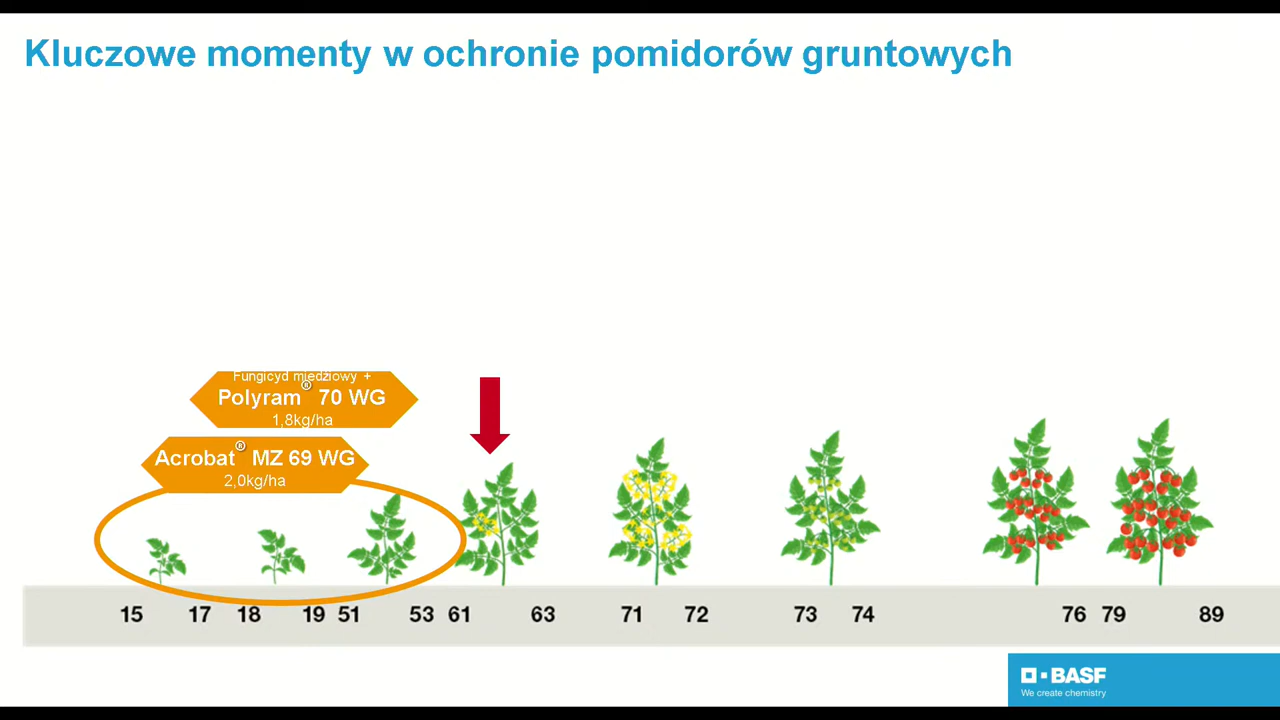 Kluczowe momenty w ochronie pomidorów gruntowych
Fungicyd miedziowy +
Polyram® 70 WG
1,8kg/ha
Acrobat® MZ 69 WG
2,0kg/ha
15 17 18 19 51 53 61 63 71 72 73 74 76 79 89
BASF
We create chemistry